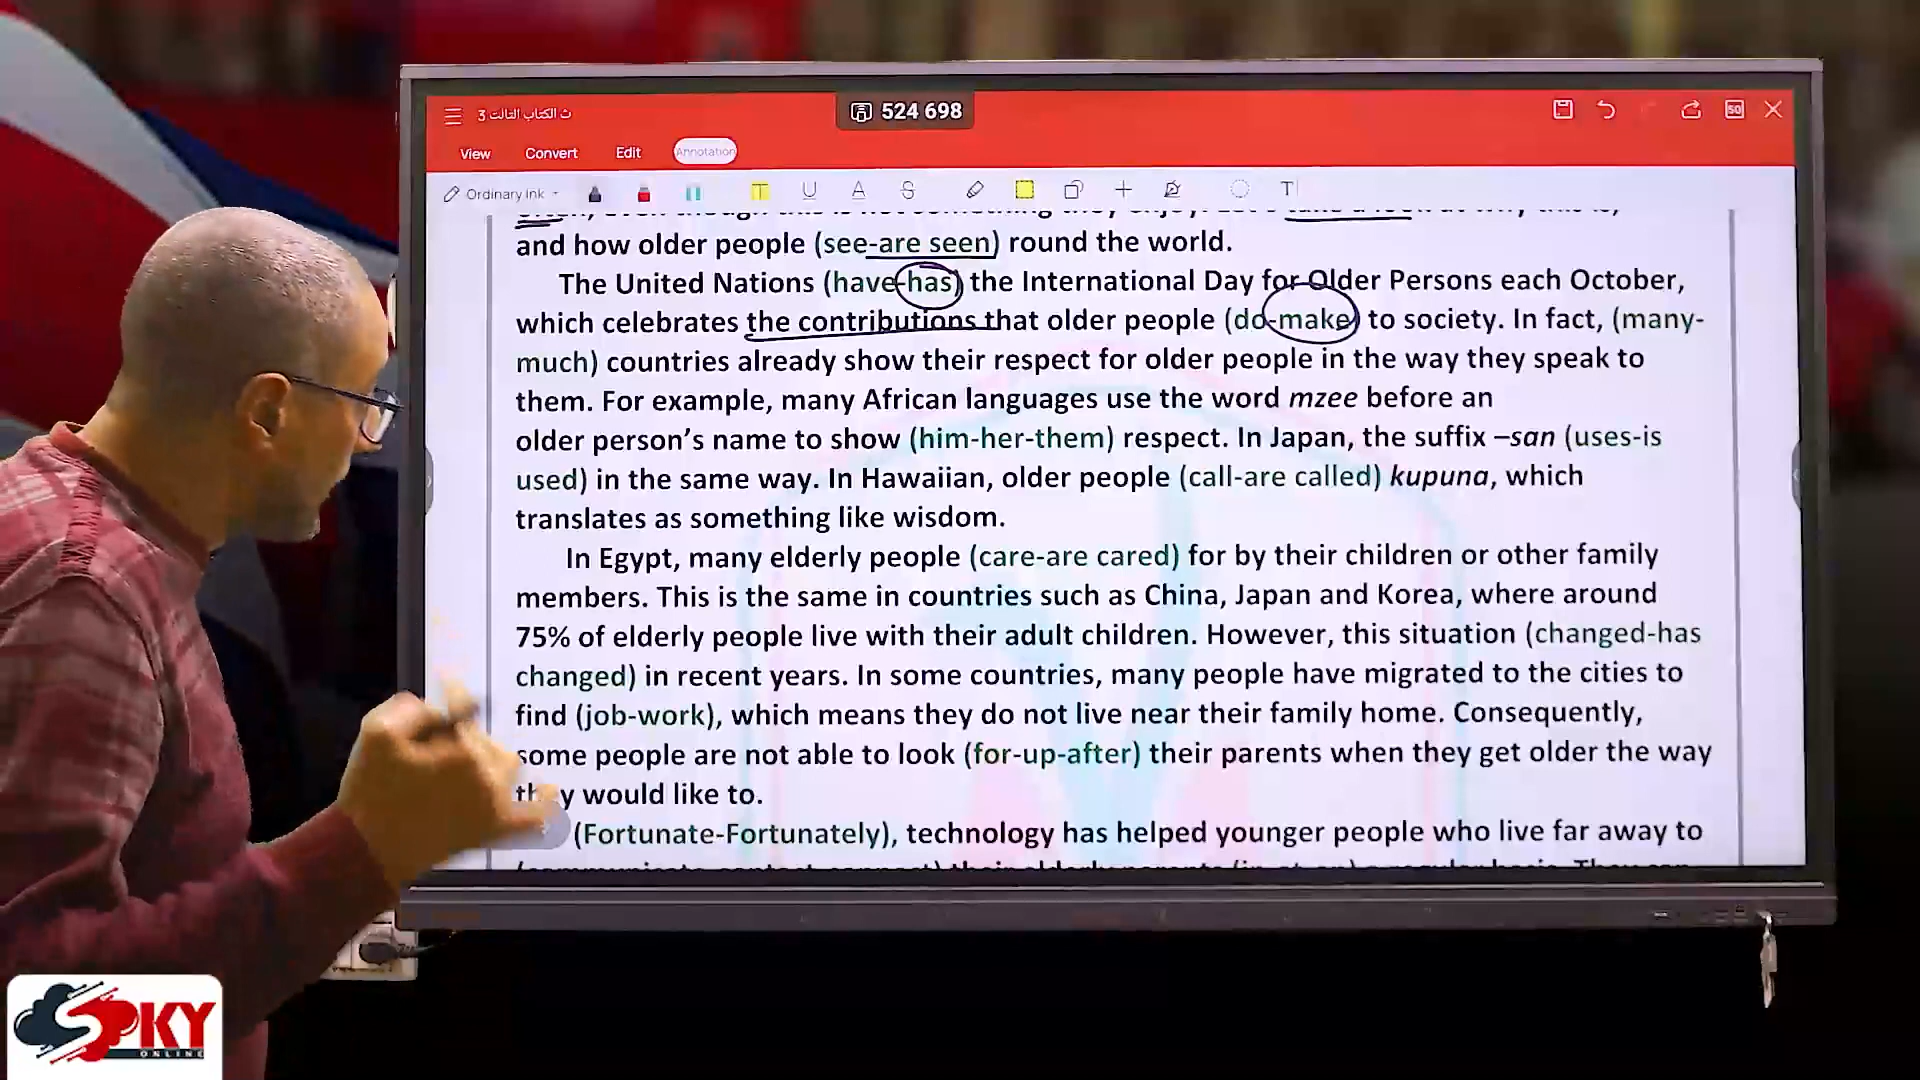 524 698
3 ث الكتاب التالت
View Convert Edit Annotation
Ordinary ink
and how older people (see-are seen) round the world.
The United Nations (have-has) the International Day for Older Persons each October,
which celebrates the contributions that older people (do-make) to society. In fact, (many-
much) countries already show their respect for older people in the way they speak to
them. For example, many African languages use the word mzee before an
older person's name to show (him-her-them) respect. In Japan, the suffix –san (uses-is
used) in the same way. In Hawaiian, older people (call-are called) kupuna, which
translates as something like wisdom.
In Egypt, many elderly people (care-are cared) for by their children or other family
members. This is the same in countries such as China, Japan and Korea, where around
75% of elderly people live with their adult children. However, this situation (changed-has
changed) in recent years. In some countries, many people have migrated to the cities to
find (job-work), which means they do not live near their family home. Consequently,
some people are not able to look (for-up-after) their parents when they get older the way
they would like to.
(Fortunate-Fortunately), technology has helped younger people who live far away to
SPKY
ONLINE